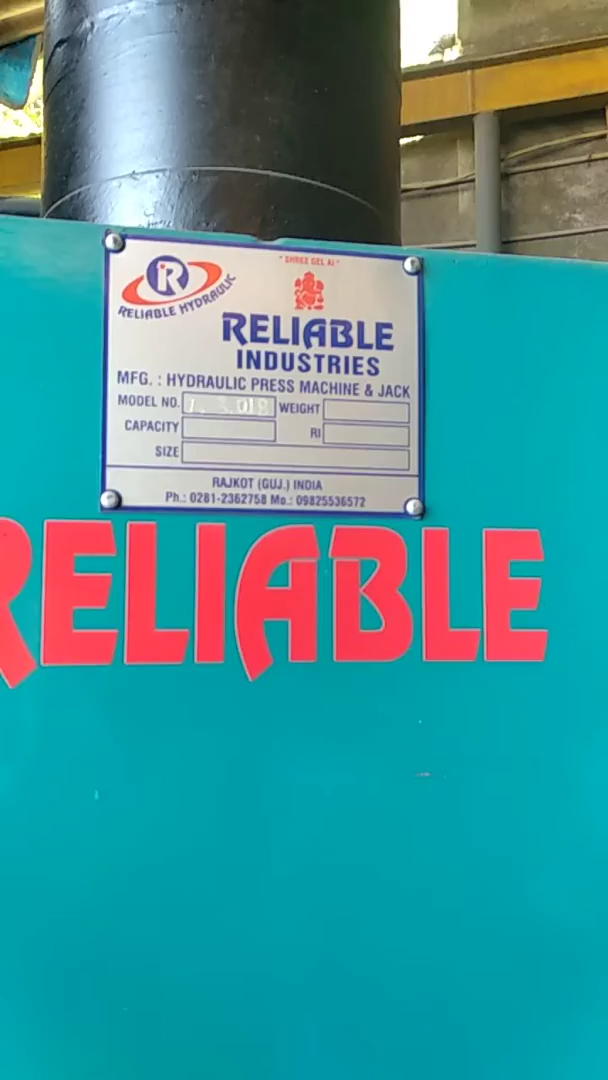 " SHREE GEL AI "
R
RELIABLE HYDRAULIC
RELIABLE
INDUSTRIES
MFG. : HYDRAULIC PRESS MACHINE & JACK
MODEL NO. WEIGHT
CAPACITY RI
SIZE
RAJKOT (GUJ.) INDIA
Ph.: 0281-2362758 Mo.: 09825536572
RELIABLE